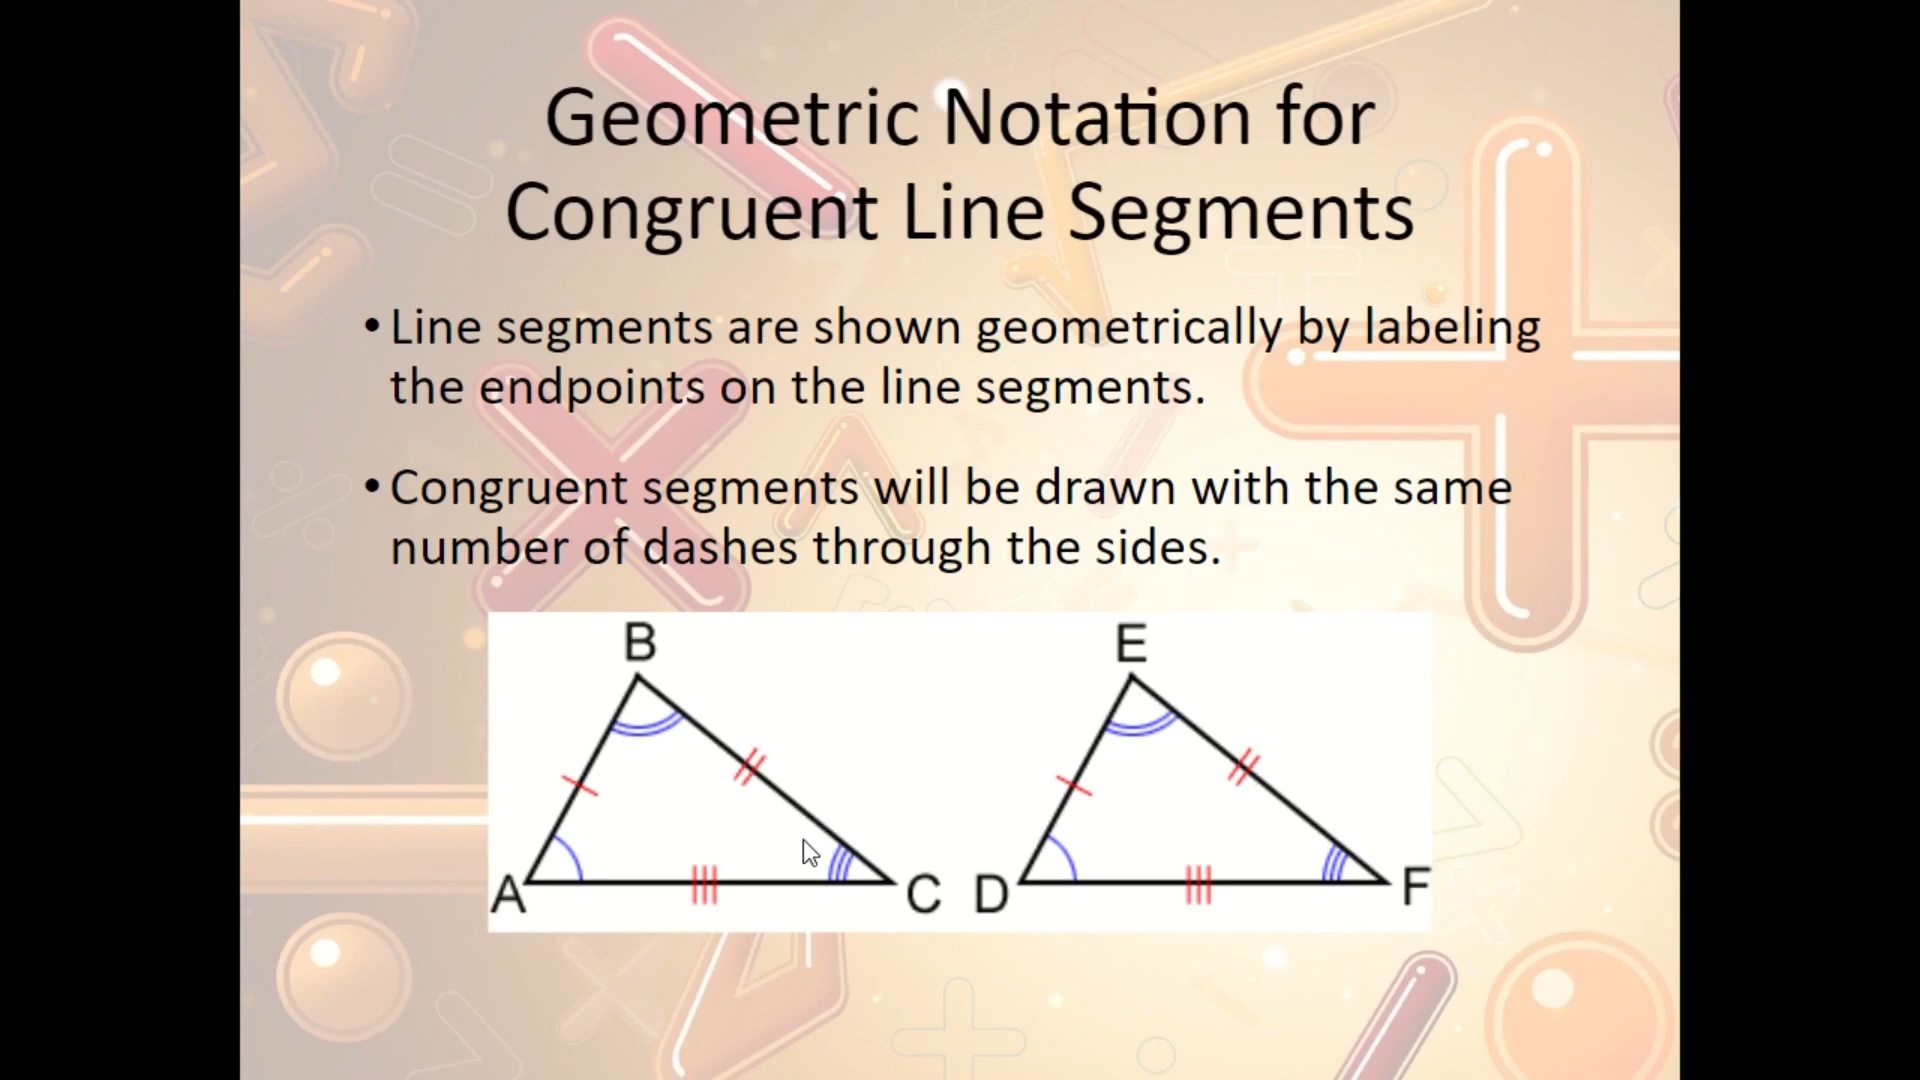 Geometric Notation for
Congruent Line Segments
• Line segments are shown geometrically by labeling
the endpoints on the line segments.
• Congruent segments will be drawn with the same
number of dashes through the sides.
B E
A C D F